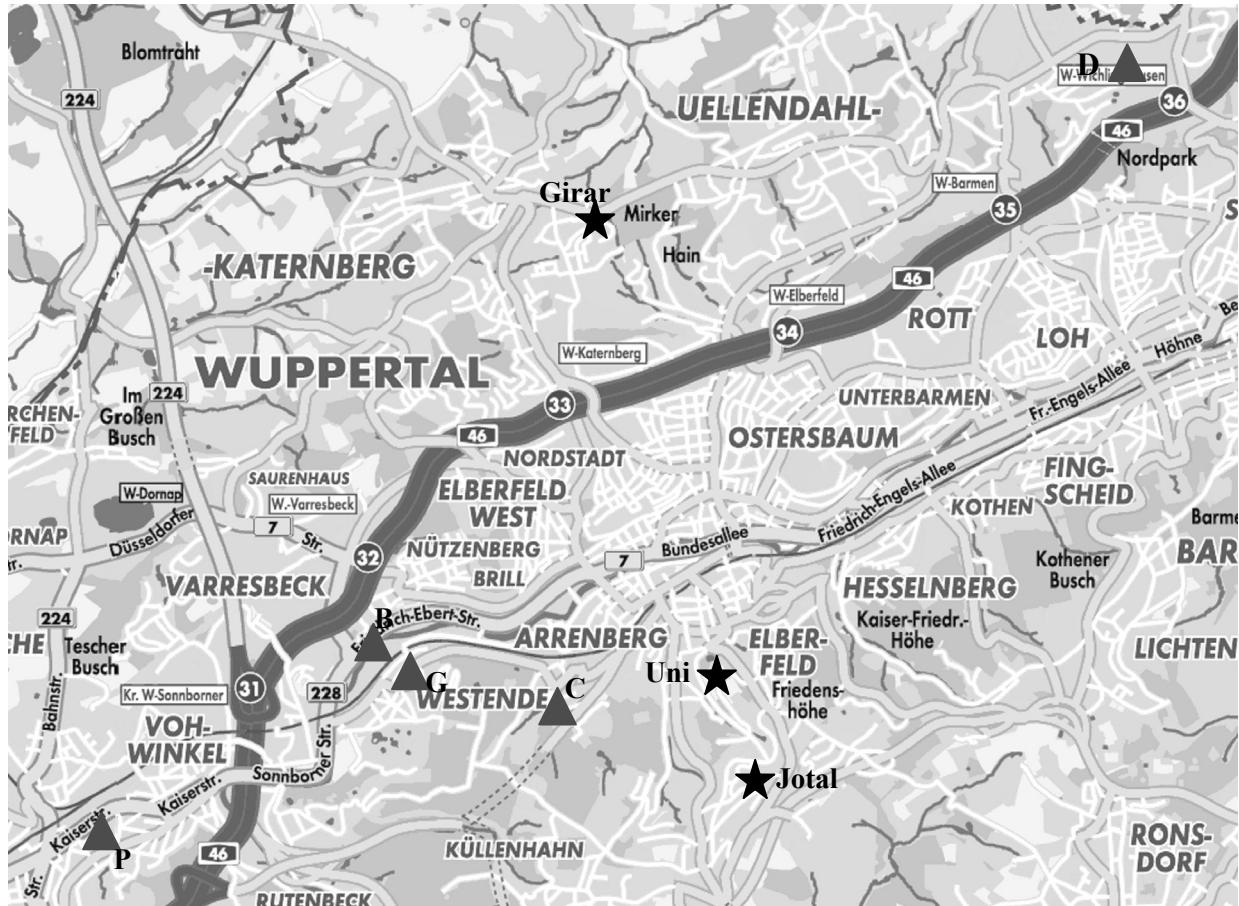 Blomtraht
224
UELLENDAHL-
D
W-Wichlinghausen
36
46
Nordpark
W-Barmen
35
Girar
Mirker
Hain
-KATERNBERG
46
W-Elberfeld
34
ROTT
LOH
Höhne
Be
S
WUPPERTAL
W-Katernberg
33
224
Im
Großen
Busch
RCHEN-
FELD
46
NORDSTADT
UNTERBARMEN
OSTERSBAUM
Fr.-Engels-Allee
FING-
SCHEID
SAURENHAUS
W-Dornap
W.-Varresbeck
ELBERFELD
WEST
KOTHEN
Friedrich-Engels-Allee
Düsseldorfer
7
Str.
ORNAP
tr.
32
NÜTZENBERG
BRILL
7
Bundesallee
Barme
BAR
Kothener
Busch
VARRESBECK
HESSELNBERG
Kaiser-Friedr.-
Höhe
224
CHE
Tescher
Busch
B
Friedrich-Ebert-Str.
ARRENBERG
ELBER-
FELD
LICHTEN
Bahnstr.
Kr. W-Sonnborner
31
228
G
WESTENDE
C
Uni
Friedens-
höhe
VOH-
WINKEL
Sonnborner Str.
Jotal
Kaiserstr.
Kaiserstr.
P
46
KÜLLENHAHN
RONS-
DORF
Str.
RUTENBECK